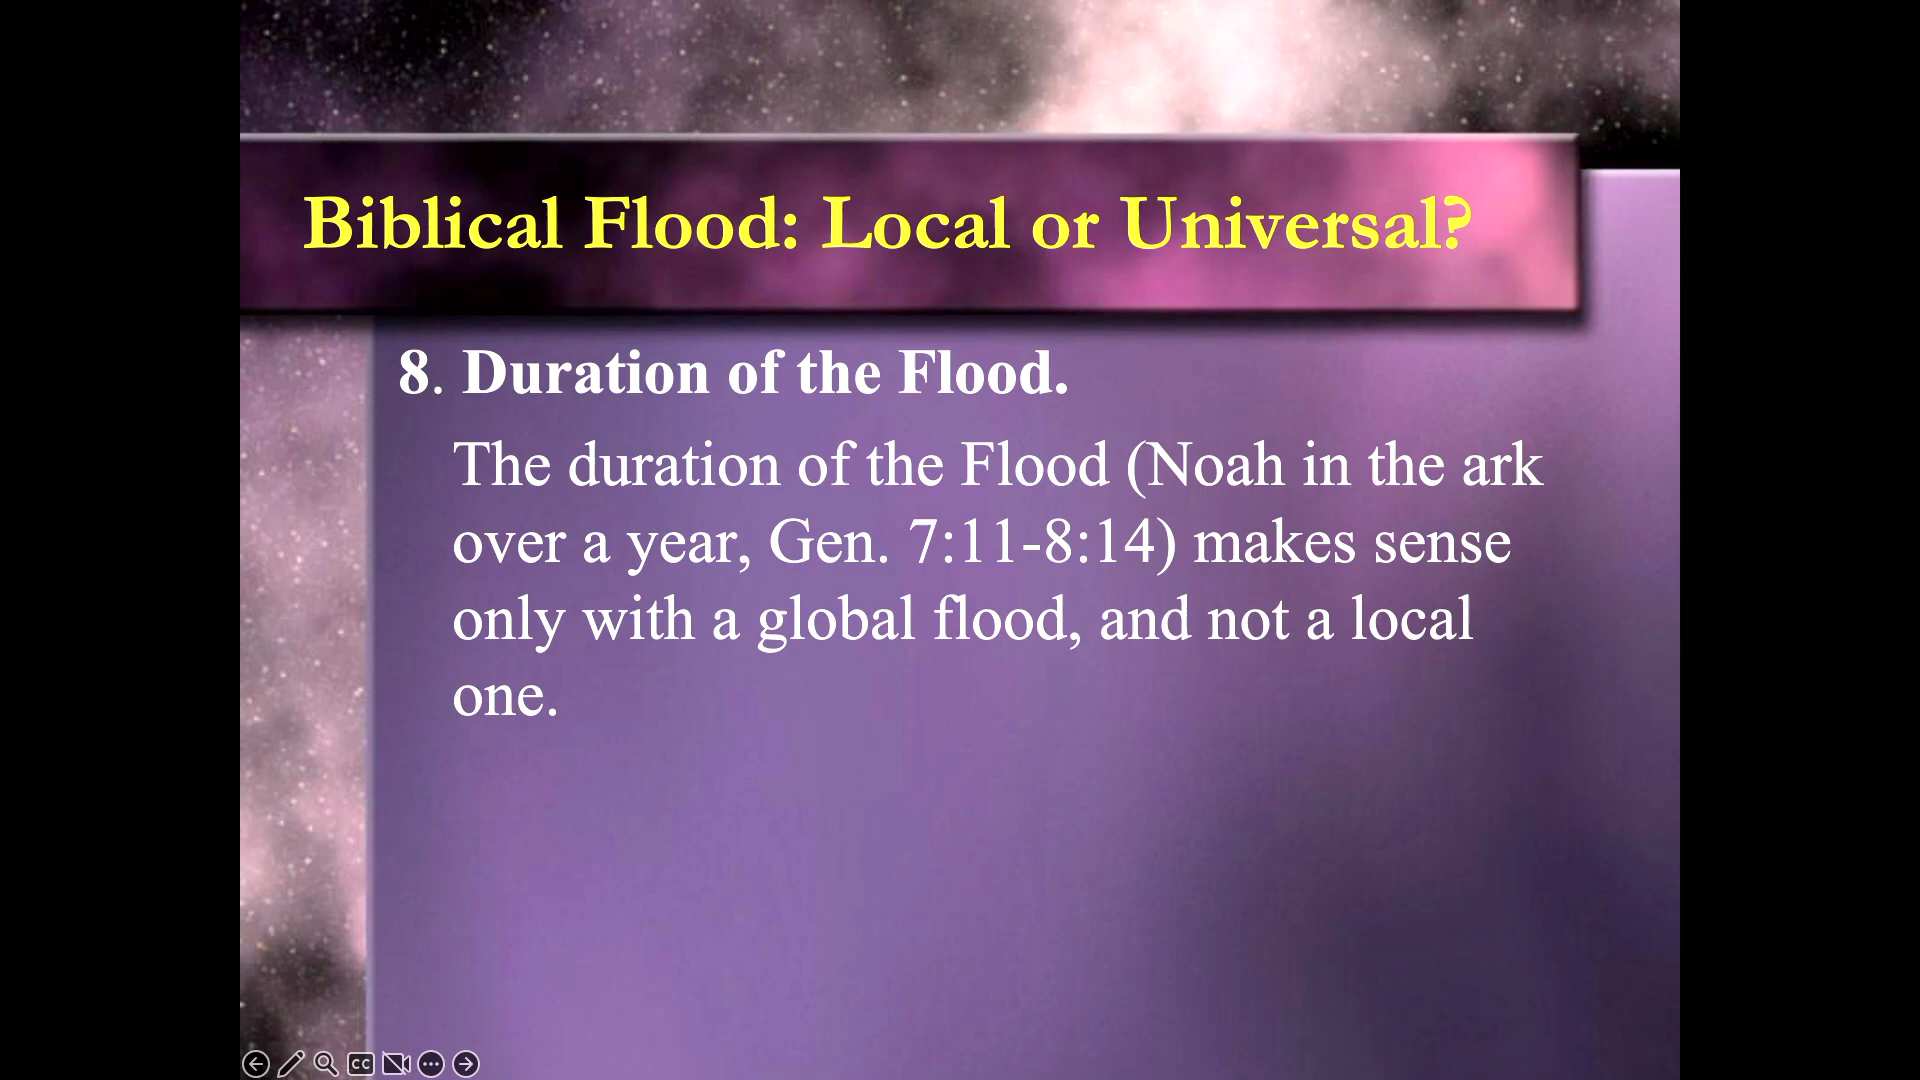 Biblical Flood: Local or Universal?
8. Duration of the Flood.
The duration of the Flood (Noah in the ark
over a year, Gen. 7:11-8:14) makes sense
only with a global flood, and not a local
one.
CC